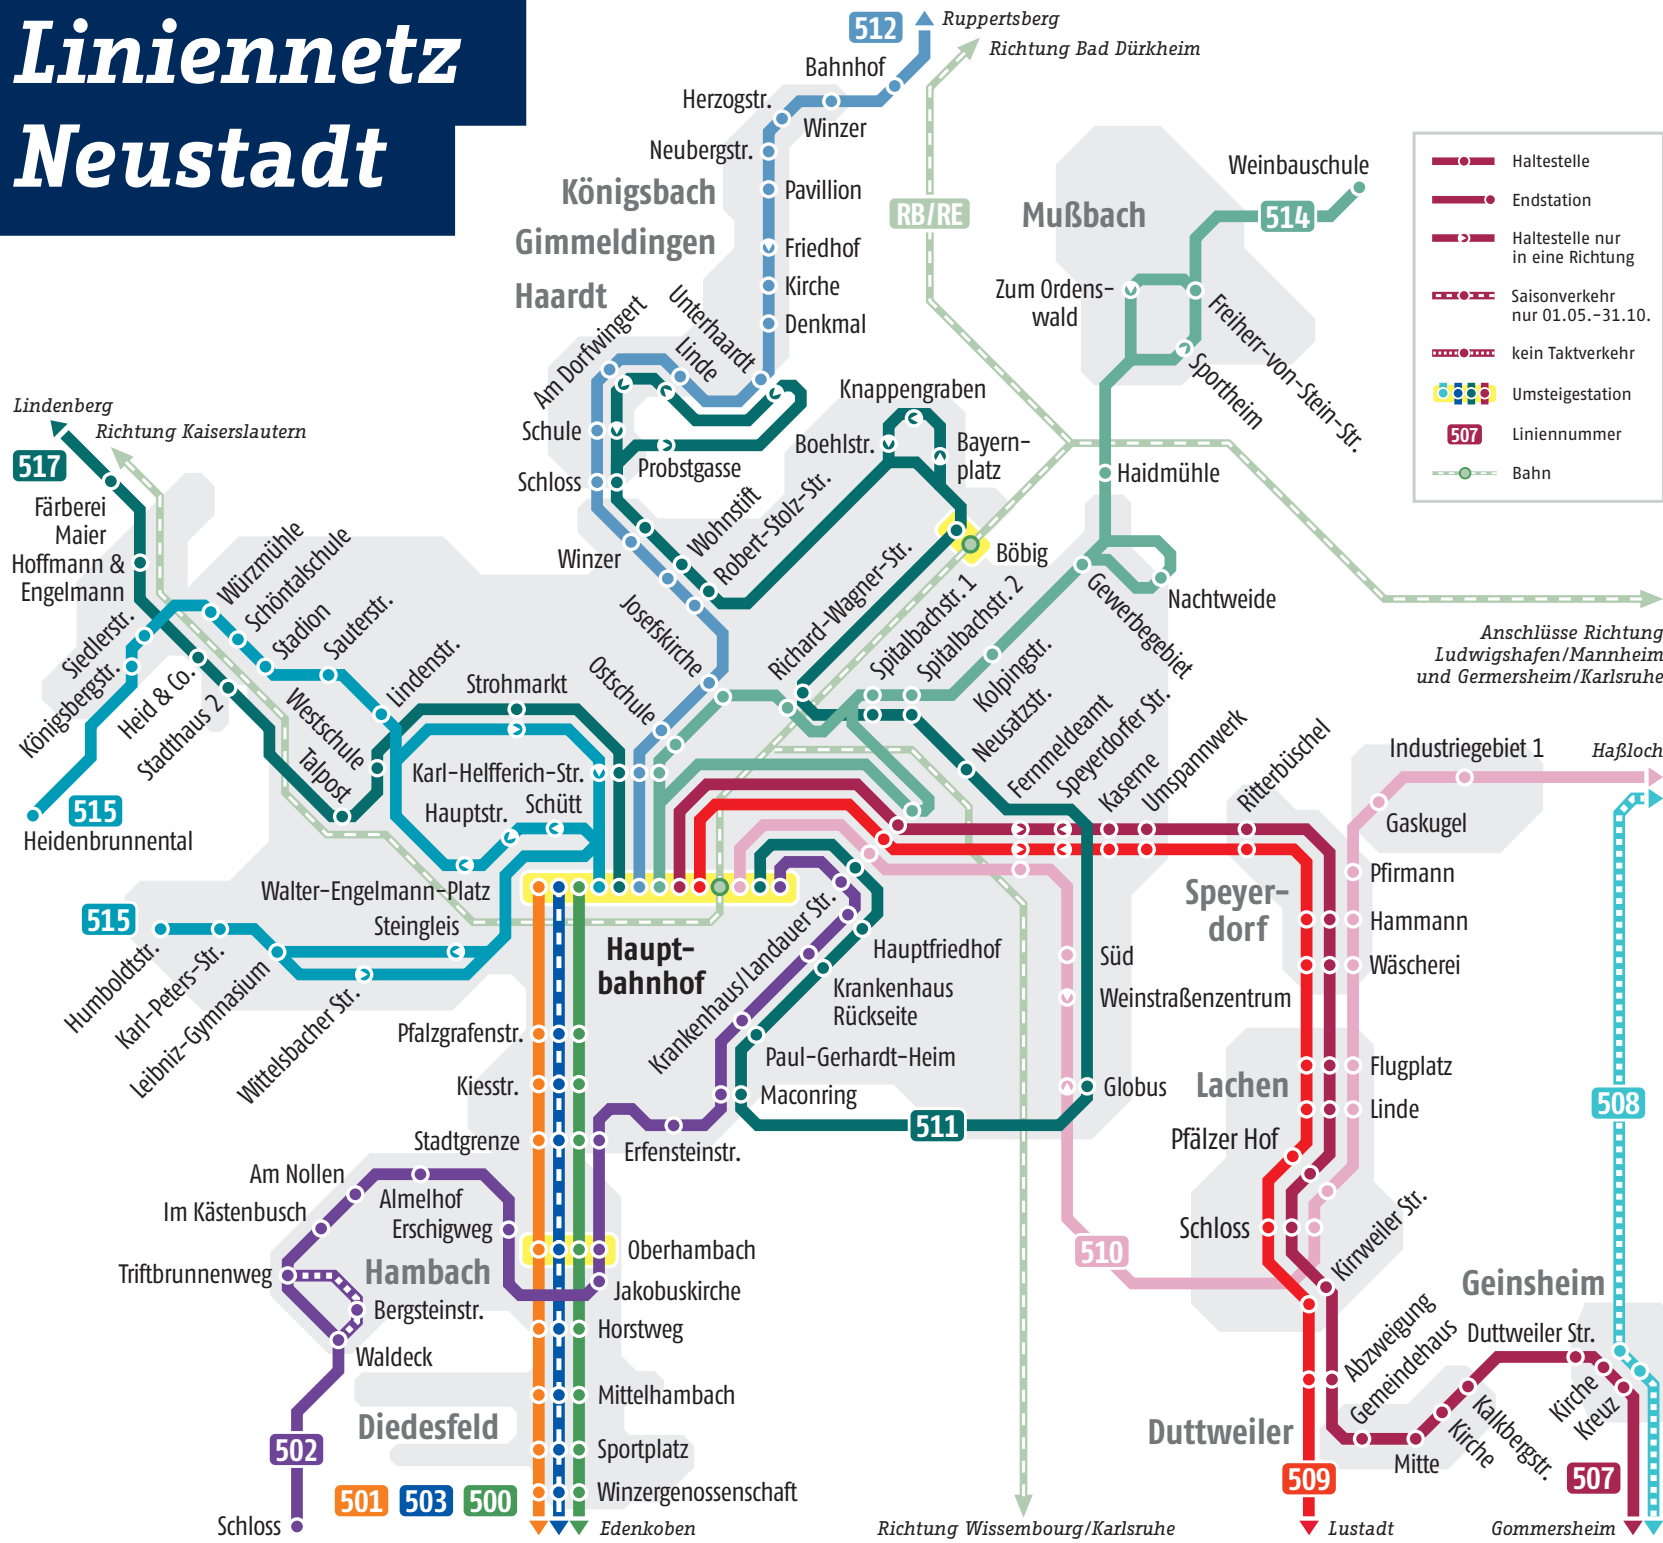 Liniennetz
Neustadt
512
Ruppertsberg
Richtung Bad Dürkheim
Bahnhof
Herzogstr.
Winzer
Neubergstr.
Königsbach
Pavillion
Gimmeldingen
Friedhof
Haardt
Kirche
Denkmal
Unterhaardt
Linde
Am Dorfwingert
Schule
Probstgasse
Schloss
Winzer
Wohnstift
Robert-Stolz-Str.
Josefskirche
Ostschule
RB/RE
Mußbach
Weinbauschule
514
Zum Ordens-
wald
Freiherr-von-Stein-Str.
Sportheim
Haidmühle
Nachtweide
Gewerbegebiet
Knappengraben
Boehlstr.
Bayern-
platz
Böbig
Richard-Wagner-Str.
Spitalbachstr. 1
Spitalbachstr. 2
Kolpingstr.
Neusatzstr.
Fernmeldeamt
Speyerdorfer Str.
Kaserne
Umspannwerk
Ritterbüschel
Haltestelle
Endstation
Haltestelle nur
in eine Richtung
Saisonverkehr
nur 01.05.-31.10.
kein Taktverkehr
Umsteigestation
507
Liniennummer
Bahn
Anschlüsse Richtung
Ludwigshafen/Mannheim
und Germersheim/Karlsruhe
Lindenberg
Richtung Kaiserslautern
517
Färberei
Maier
Hoffmann &
Engelmann
Siedlerstr.
Königsbergstr.
Heid & Co.
Stadthaus 2
Würzmühle
Schöntalschule
Stadion
Sauterstr.
Lindenstr.
Westschule
Talpost
515
Heidenbrunnental
Strohmarkt
Karl-Helfferich-Str.
Schütt
Hauptstr.
Walter-Engelmann-Platz
Steingleis
515
Humboldtstr.
Karl-Peters-Str.
Leibniz-Gymnasium
Wittelsbacher Str.
Haupt-
bahnhof
Krankenhaus/Landauer Str.
Hauptfriedhof
Krankenhaus
Rückseite
Paul-Gerhardt-Heim
Maconring
511
Erfensteinstr.
Pfalzgrafenstr.
Kiesstr.
Stadtgrenze
Am Nollen
Almelhof
Erschigweg
Im Kästenbusch
Triftbrunnenweg
Hambach
Bergsteinstr.
Waldeck
Oberhambach
Jakobuskirche
Horstweg
Mittelhambach
Diedesfeld
Sportplatz
Winzergenossenschaft
502
Schloss
501
503
500
Edenkoben
Richtung Wissembourg/Karlsruhe
Industriegebiet 1
Haßloch
Gaskugel
Pfirmann
Speyer-
dorf
Hammann
Wäscherei
Süd
Weinstraßenzentrum
Globus
Lachen
Flugplatz
Linde
Pfälzer Hof
Schloss
Kirrweiler Str.
510
508
Geinsheim
Duttweiler Str.
Kirche
Kreuz
Abzweigung
Gemeindehaus
Mitte
Kirche
Kalkbergstr.
Duttweiler
509
Lustadt
507
Gommersheim